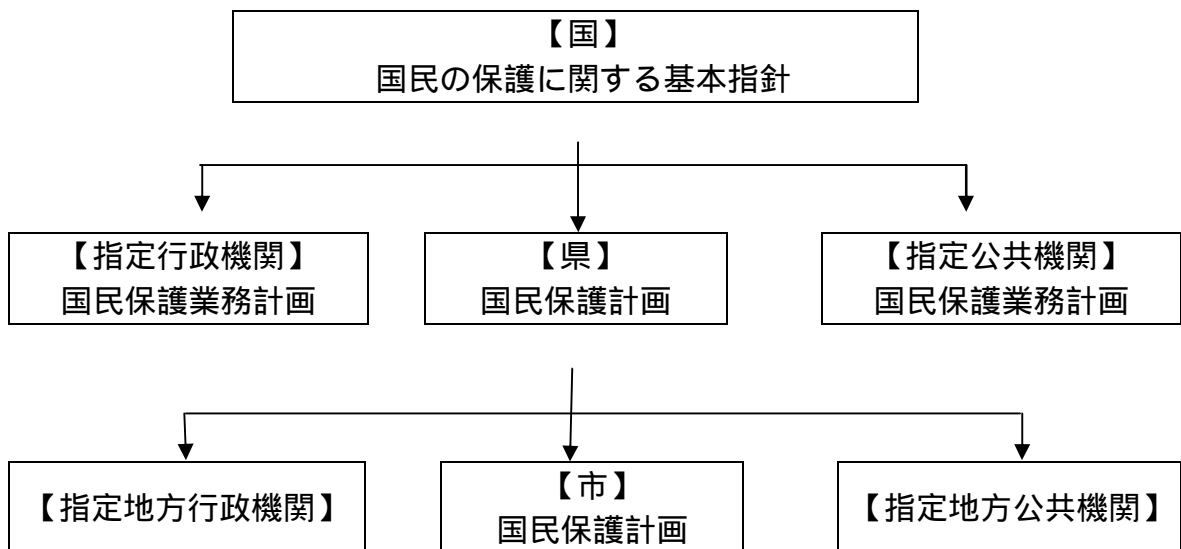 【国】
国民の保護に関する基本指針
【指定行政機関】
国民保護業務計画
【県】
国民保護計画
【指定公共機関】
国民保護業務計画
【指定地方行政機関】
【市】
国民保護計画
【指定地方公共機関】